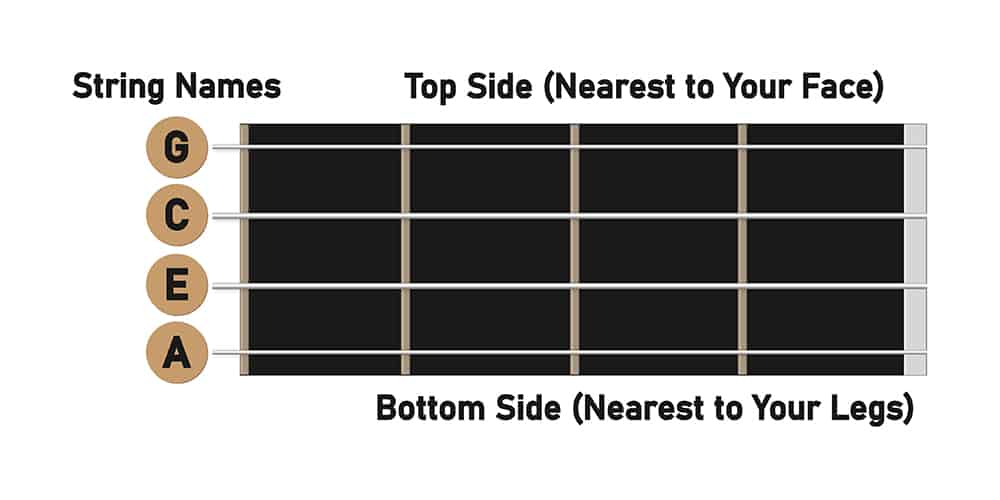 String Names
Top Side (Nearest to Your Face)
G
C
E
A
Bottom Side (Nearest to Your Legs)